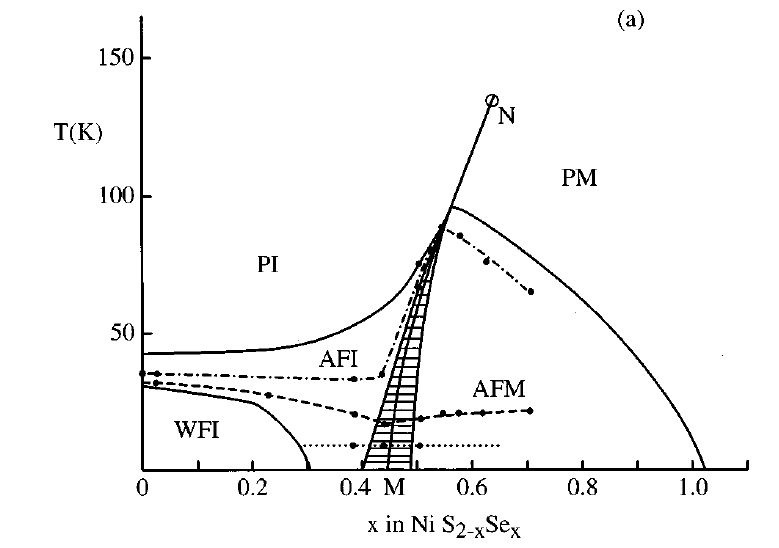 (a)
150
T(K)
N
PM
100
PI
50
AFI
AFM
WFI
0 0.2 0.4 M 0.6 0.8 1.0
x in Ni S2-xSex